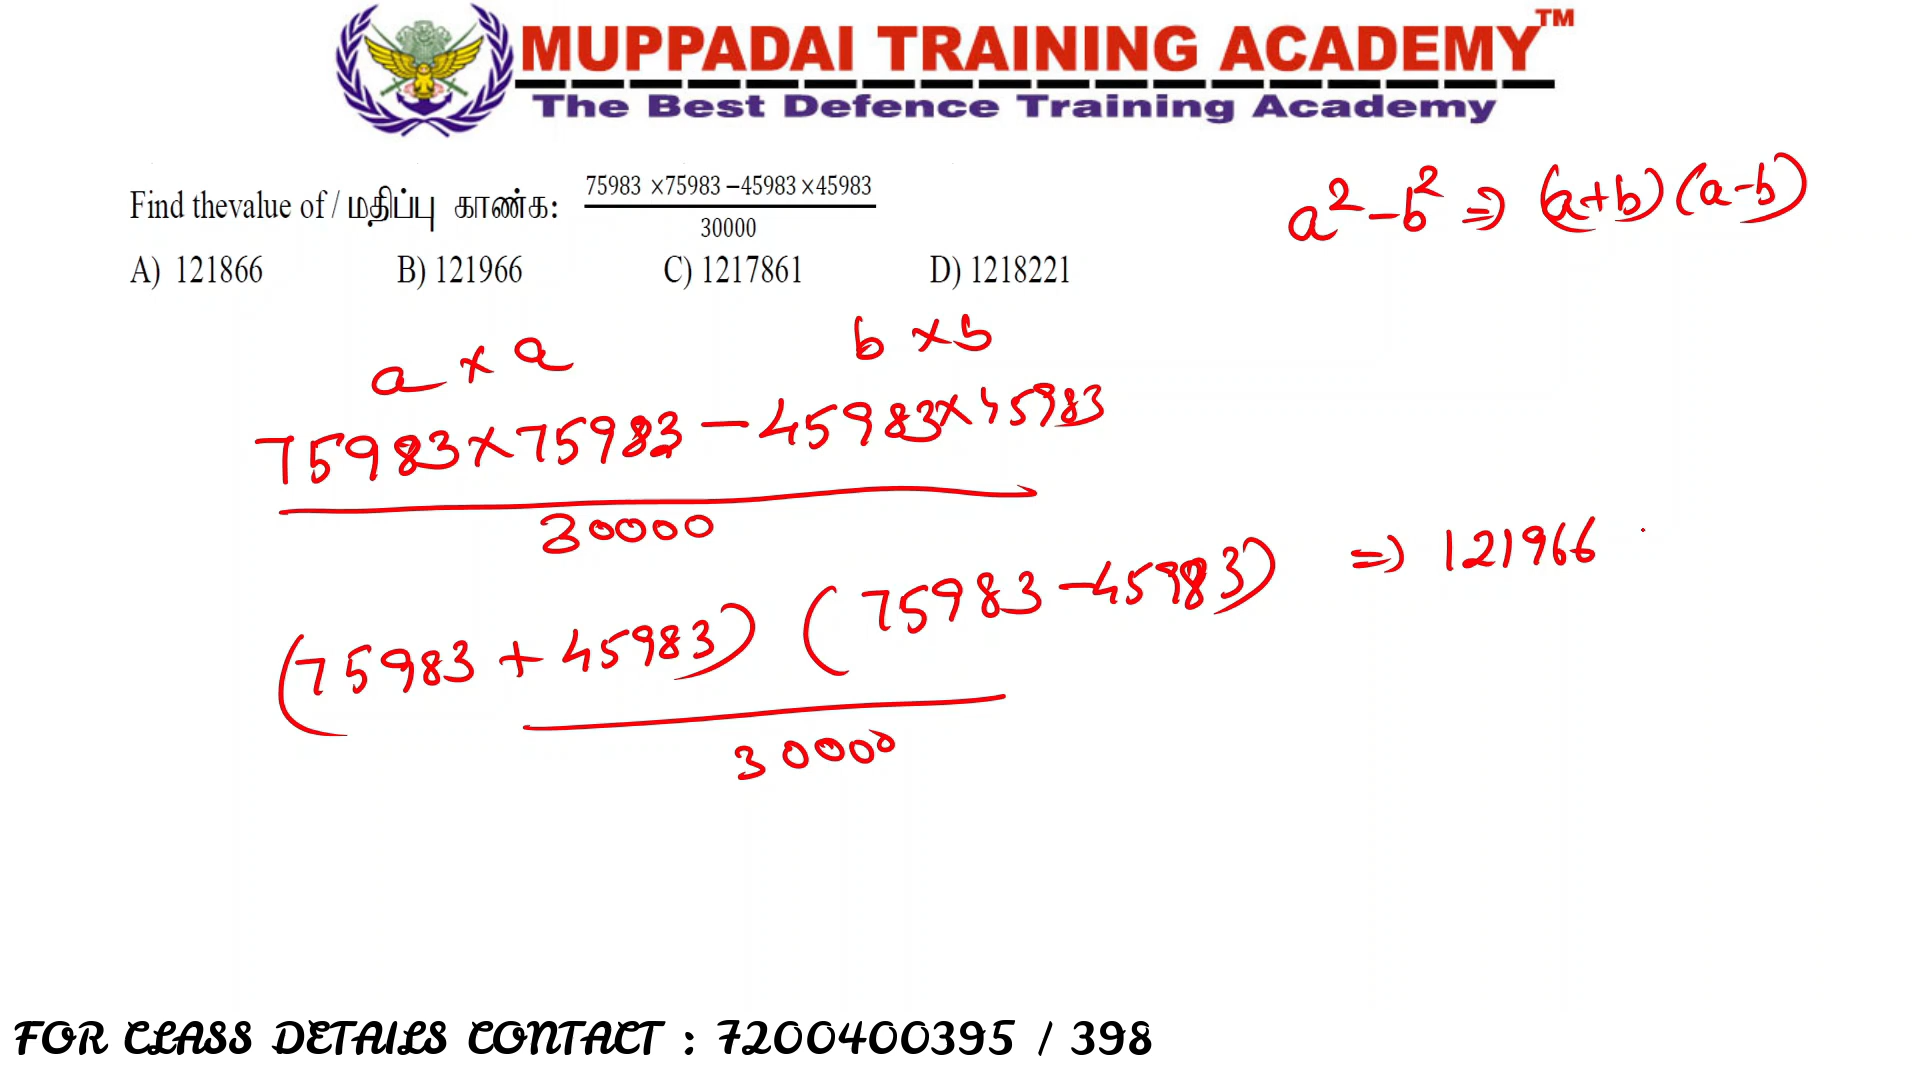 MUPPADAI TRAINING ACADEMY™
The Best Defence Training Academy
Find thevalue of / மதிப்பு காண்க: 75983 ×75983 −45983 ×45983 / 30000
A) 121866 B) 121966 C) 1217861 D) 1218221
a² − b² ⇒ (a+b) (a−b)
a × a b × b
75983×75983 − 45983×45983
30000
(75983 + 45983) (75983 − 45983) ⇒ 121966
30000
FOR CLASS DETAILS CONTACT : 7200400395 / 398